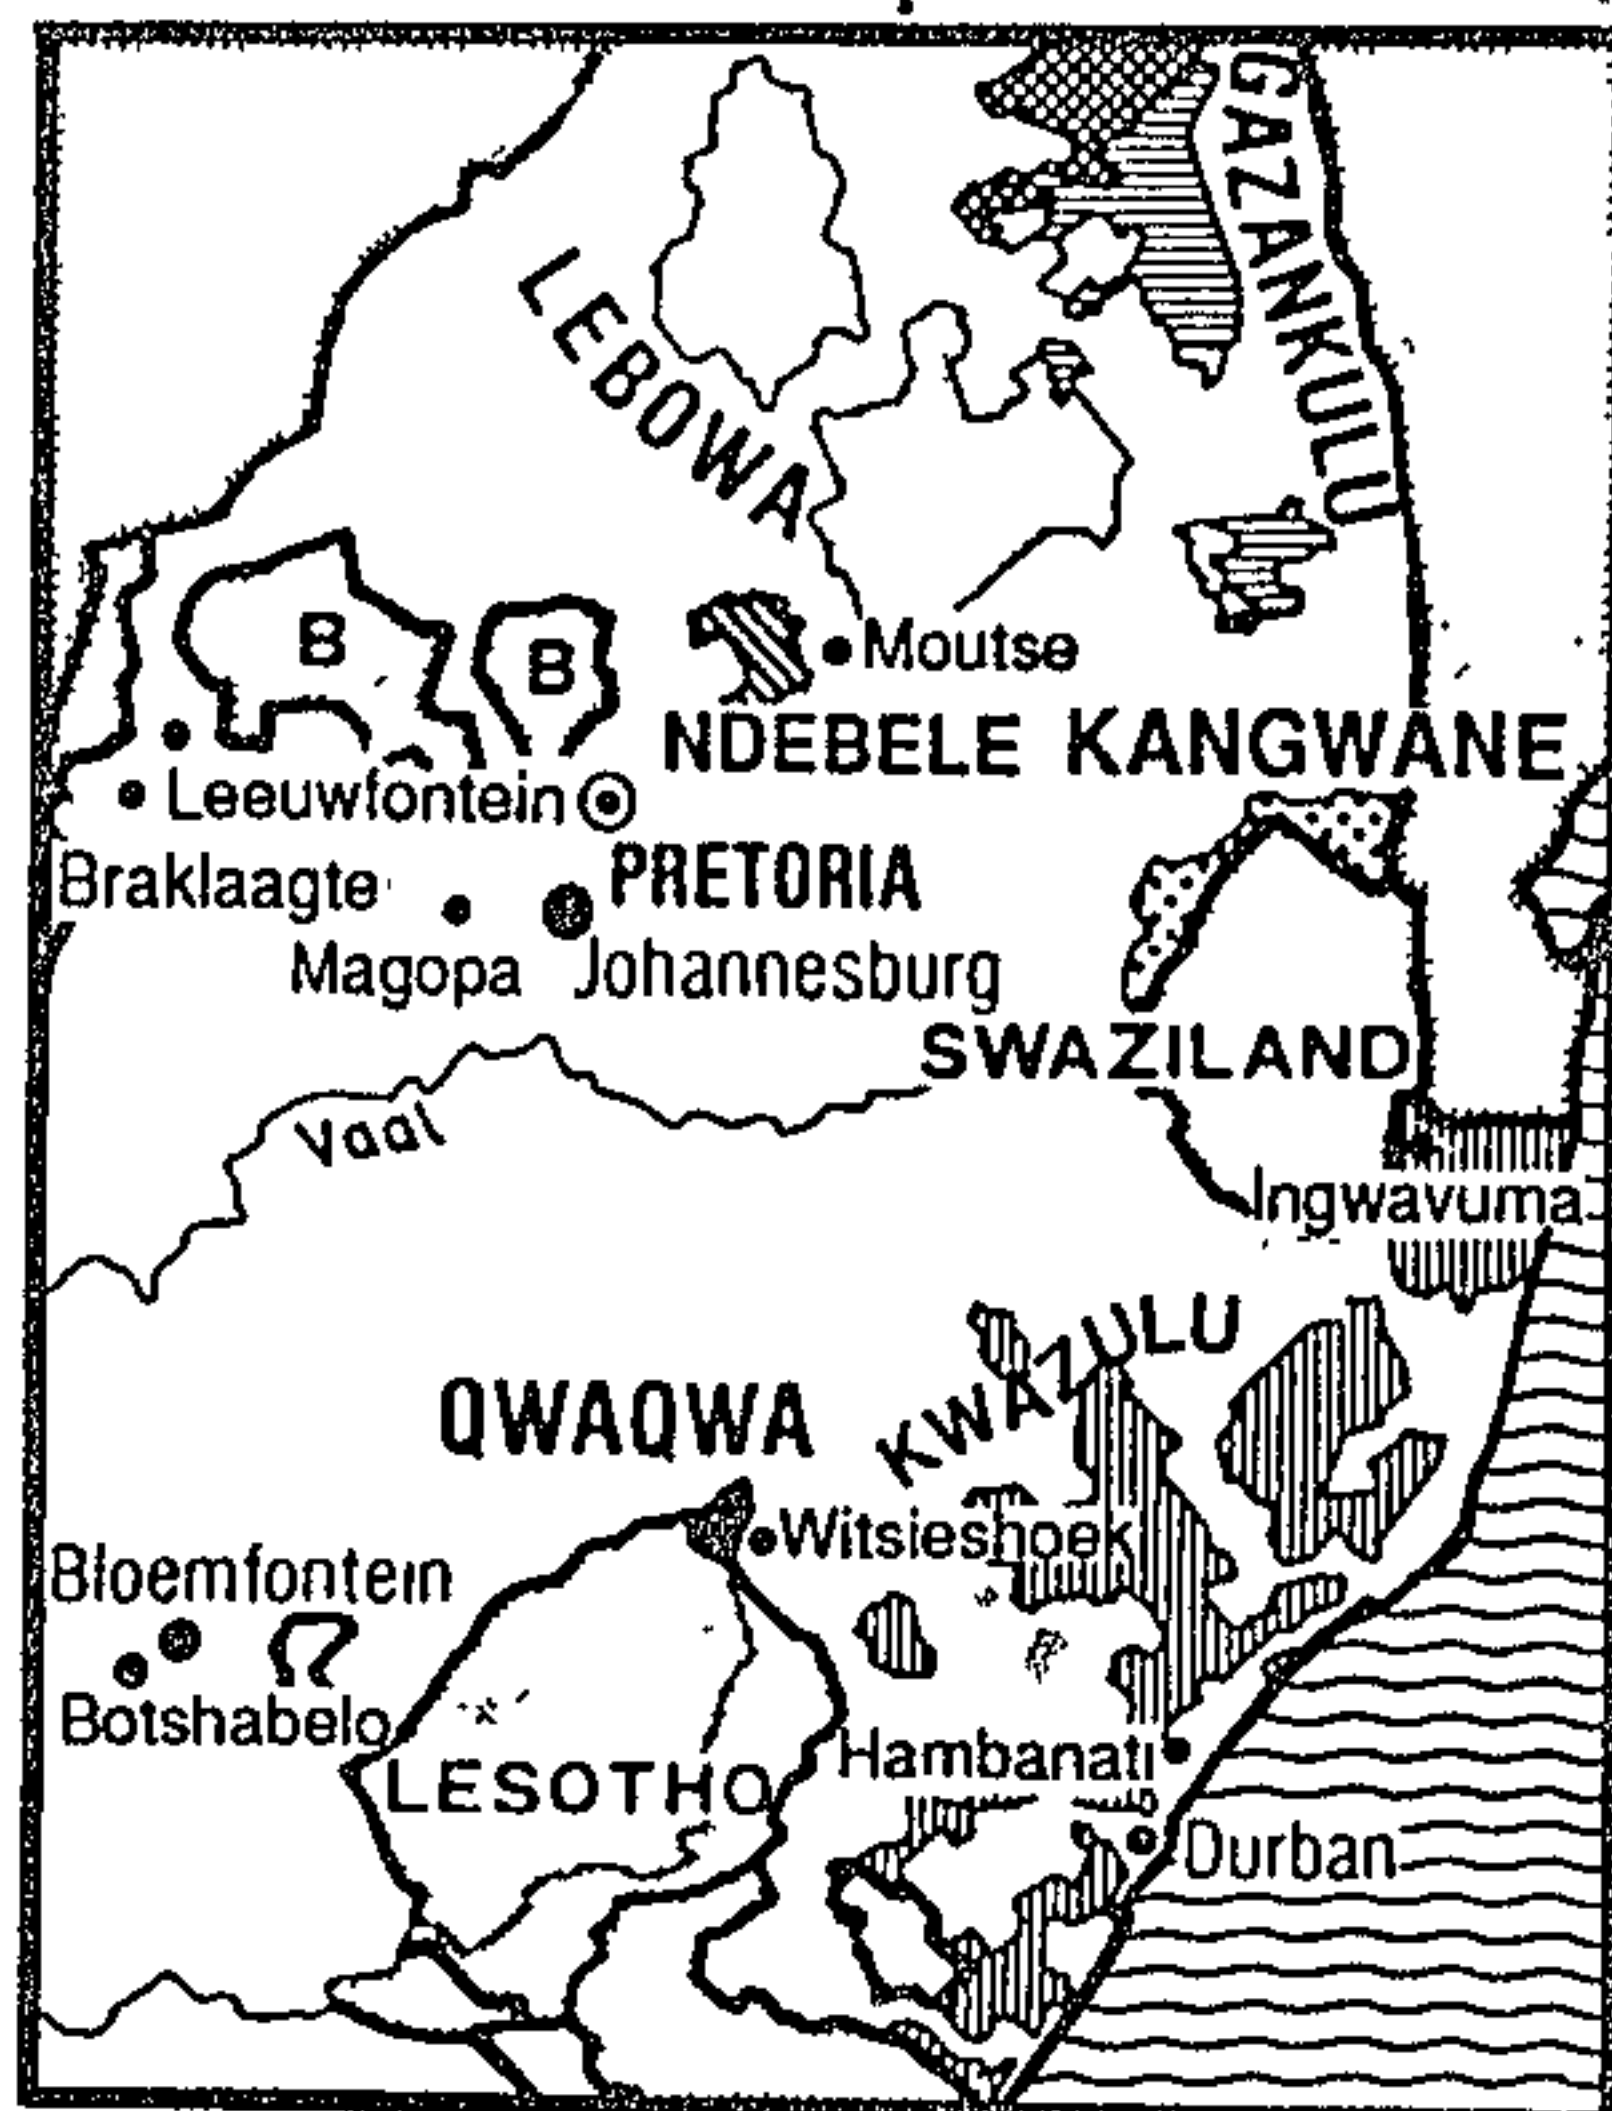 GAZANKULU
LEBOWA
B
B
Moutse
NDEBELE
KANGWANE
Leeuwfontein
PRETORIA
Braklaagte
Magopa
Johannesburg
SWAZILAND
Vaal
Ingwavuma
KWAZULU
QWAQWA
Witsieshoek
Bloemfontein
Botshabelo
Hambanati
LESOTHO
Durban